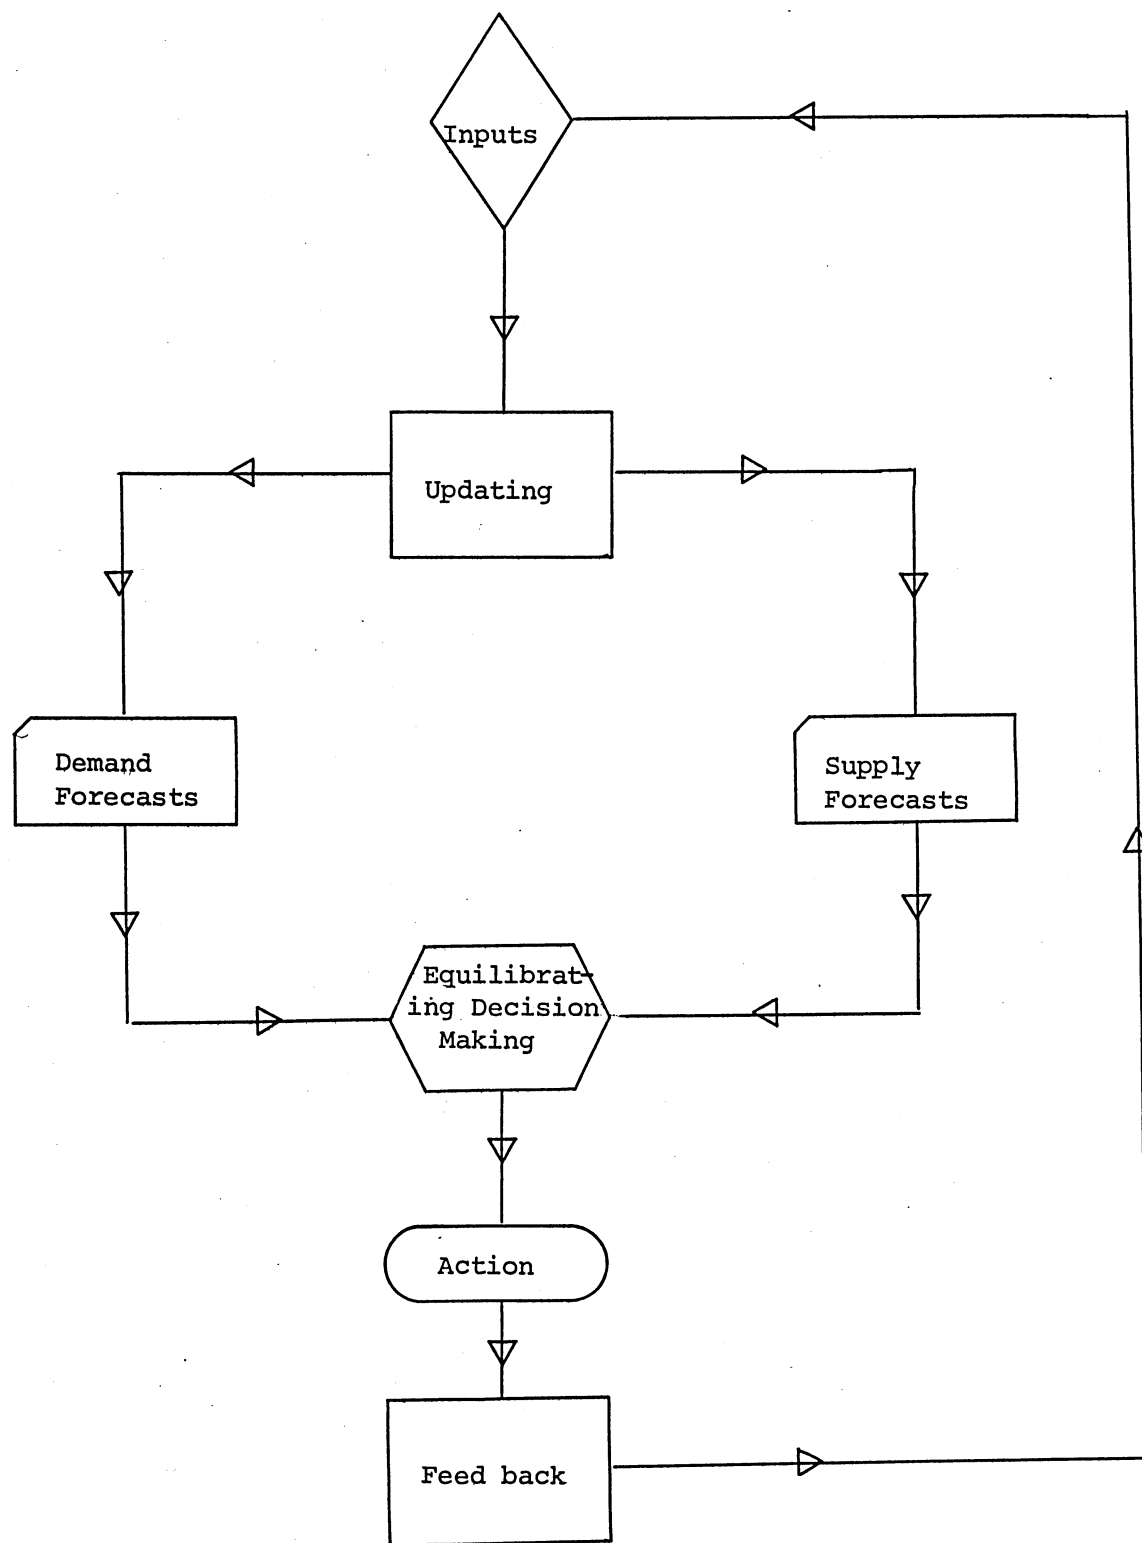 Inputs
Updating
Demand
Forecasts
Supply
Forecasts
Equilibrat-
ing Decision
Making
Action
Feed back